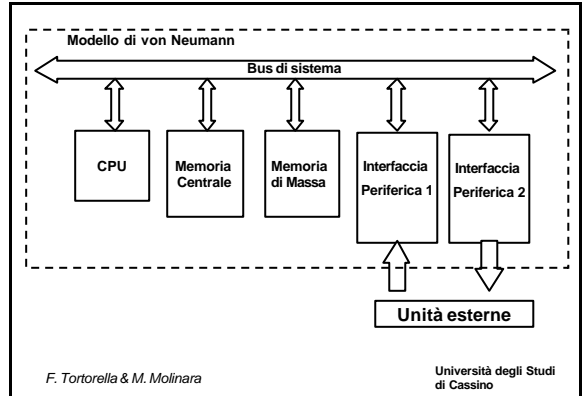 Modello di von Neumann
Bus di sistema
CPU
Memoria
Centrale
Memoria
di Massa
Interfaccia
Periferica 1
Interfaccia
Periferica 2
Unità esterne
F. Tortorella & M. Molinara
Università degli Studi
di Cassino